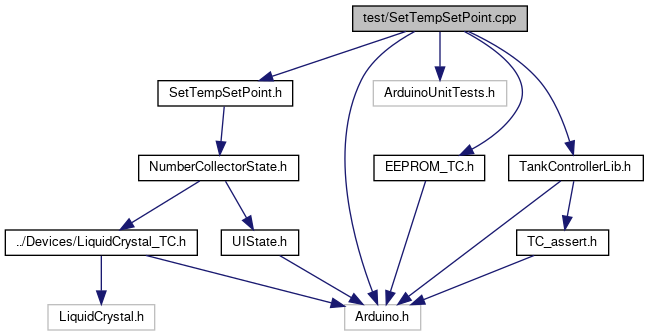 test/SetTempSetPoint.cpp
SetTempSetPoint.h
ArduinoUnitTests.h
NumberCollectorState.h
EEPROM_TC.h
TankControllerLib.h
../Devices/LiquidCrystal_TC.h
UIState.h
TC_assert.h
LiquidCrystal.h
Arduino.h